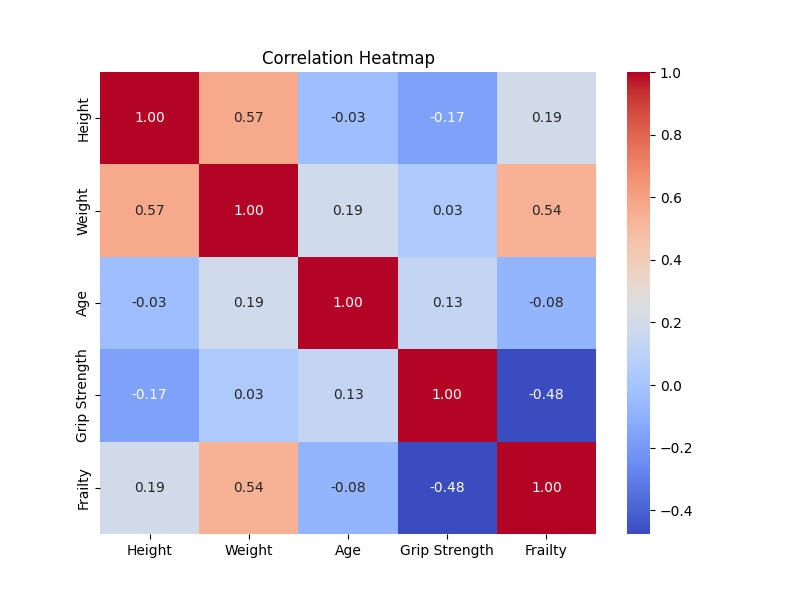 Correlation Heatmap
Height 1.00 0.57 -0.03 -0.17 0.19
Weight 0.57 1.00 0.19 0.03 0.54
Age -0.03 0.19 1.00 0.13 -0.08
Grip Strength -0.17 0.03 0.13 1.00 -0.48
Frailty 0.19 0.54 -0.08 -0.48 1.00
Height Weight Age Grip Strength Frailty
1.0
0.8
0.6
0.4
0.2
0.0
−0.2
−0.4